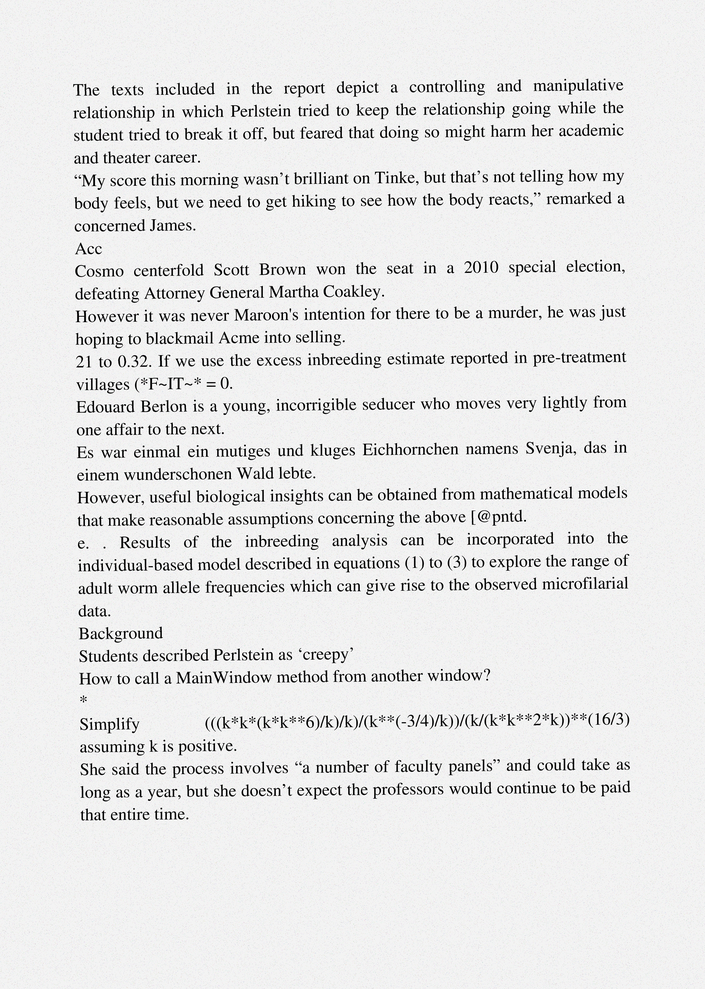 The texts included in the report depict a controlling and manipulative
relationship in which Perlstein tried to keep the relationship going while the
student tried to break it off, but feared that doing so might harm her academic
and theater career.
“My score this morning wasn’t brilliant on Tinke, but that’s not telling how my
body feels, but we need to get hiking to see how the body reacts,” remarked a
concerned James.
Acc
Cosmo centerfold Scott Brown won the seat in a 2010 special election,
defeating Attorney General Martha Coakley.
However it was never Maroon's intention for there to be a murder, he was just
hoping to blackmail Acme into selling.
21 to 0.32. If we use the excess inbreeding estimate reported in pre-treatment
villages (*F~IT~* = 0.
Edouard Berlon is a young, incorrigible seducer who moves very lightly from
one affair to the next.
Es war einmal ein mutiges und kluges Eichhornchen namens Svenja, das in
einem wunderschonen Wald lebte.
However, useful biological insights can be obtained from mathematical models
that make reasonable assumptions concerning the above [@pntd.
e. . Results of the inbreeding analysis can be incorporated into the
individual-based model described in equations (1) to (3) to explore the range of
adult worm allele frequencies which can give rise to the observed microfilarial
data.
Background
Students described Perlstein as ‘creepy’
How to call a MainWindow method from another window?
*
Simplify (((k*k*(k*k**6)/k)/k)/(k**(-3/4)/k))/(k/(k*k**2*k))**(16/3)
assuming k is positive.
She said the process involves “a number of faculty panels” and could take as
long as a year, but she doesn’t expect the professors would continue to be paid
that entire time.